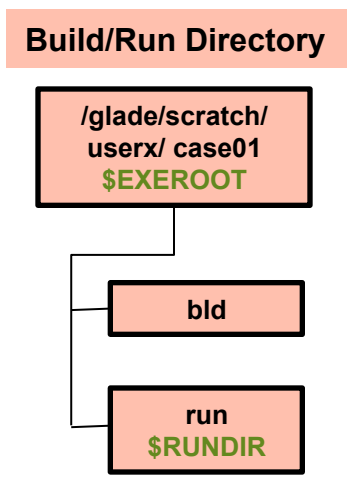 Build/Run Directory
/glade/scratch/
userx/ case01
$EXEROOT
bld
run
$RUNDIR